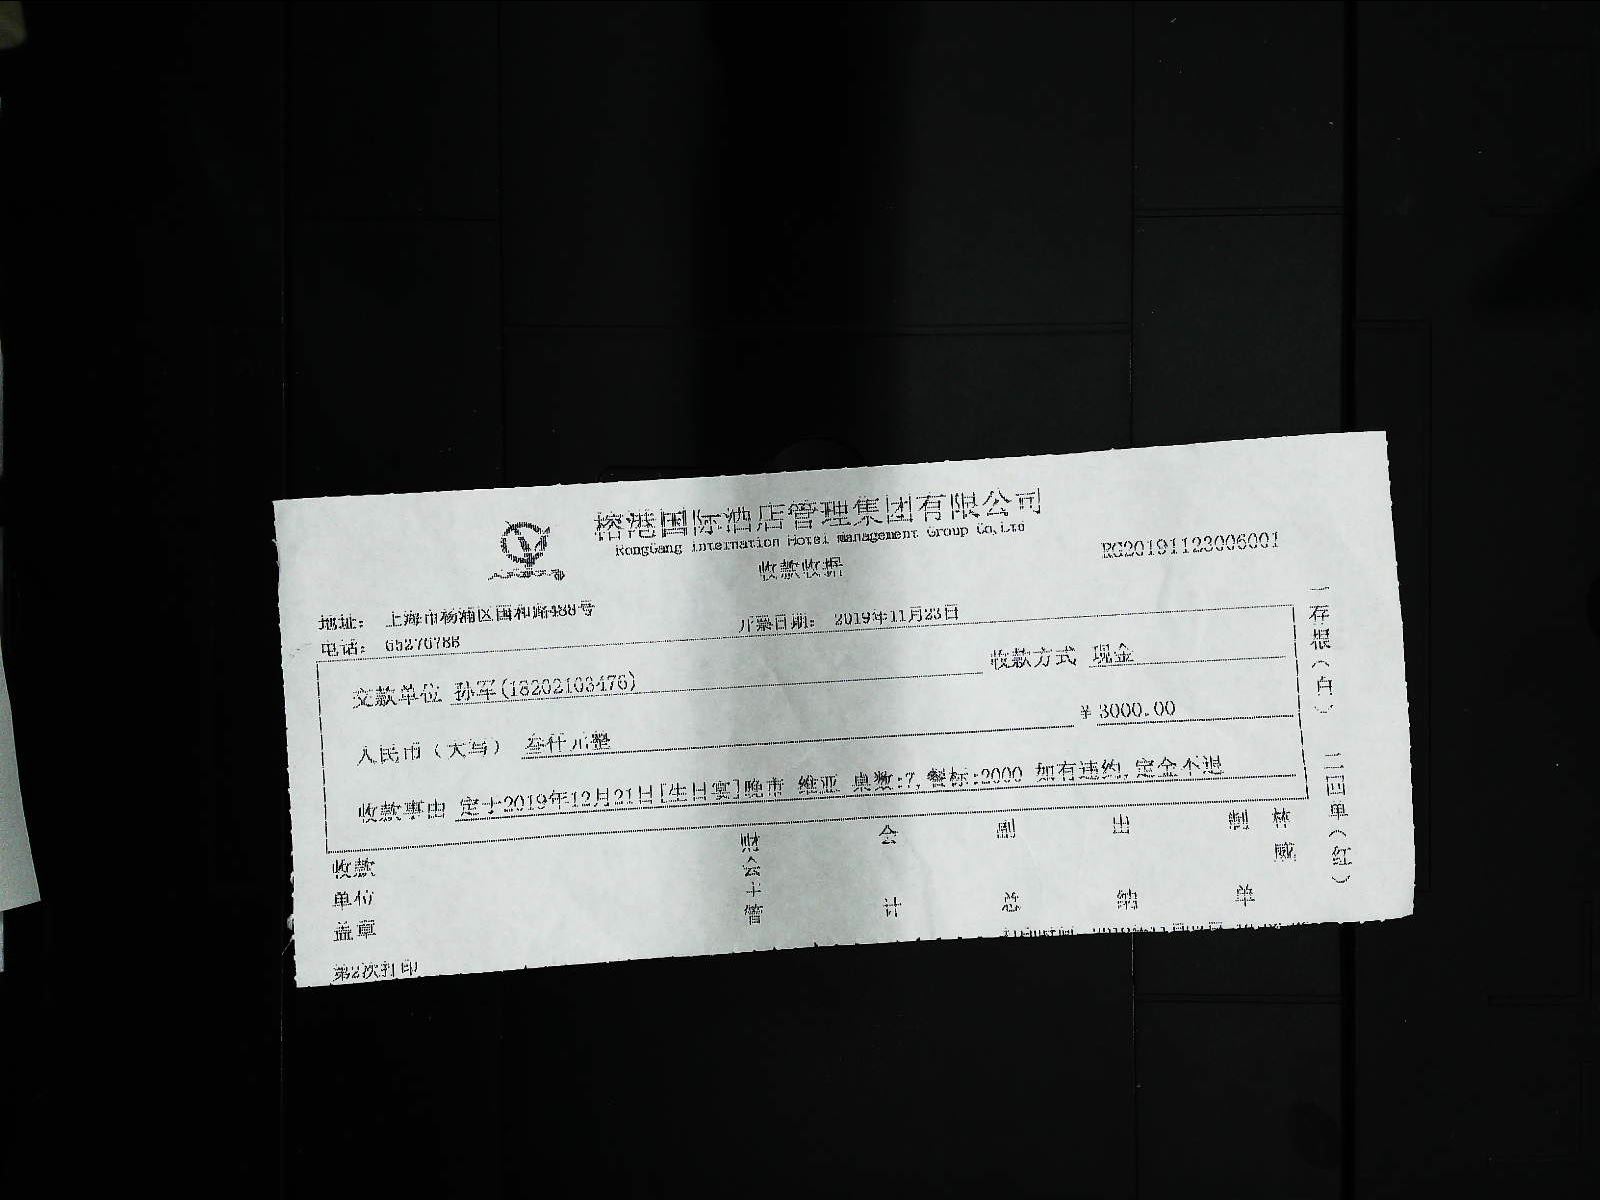 榕港国际酒店管理集团有限公司
RongGang internation Hotel management Group Co,Ltd
收款收据
RG20191123006001
地址： 上海市杨浦区国和路488号
开票日期： 2019年11月23日
电话： 65276788
交款单位 孙军(18202103476)
收款方式 现金
人民币（大写） 叁仟元整
¥ 3000.00
收款事由 定于2019年12月21日[生日宴]晚市 维亚 桌数:7,餐标:2000 如有违约,定金不退
收款单位盖章
财会主管
会计
副总
出纳
制单
林威
一存根（白）
二回单（红）
第2次打印